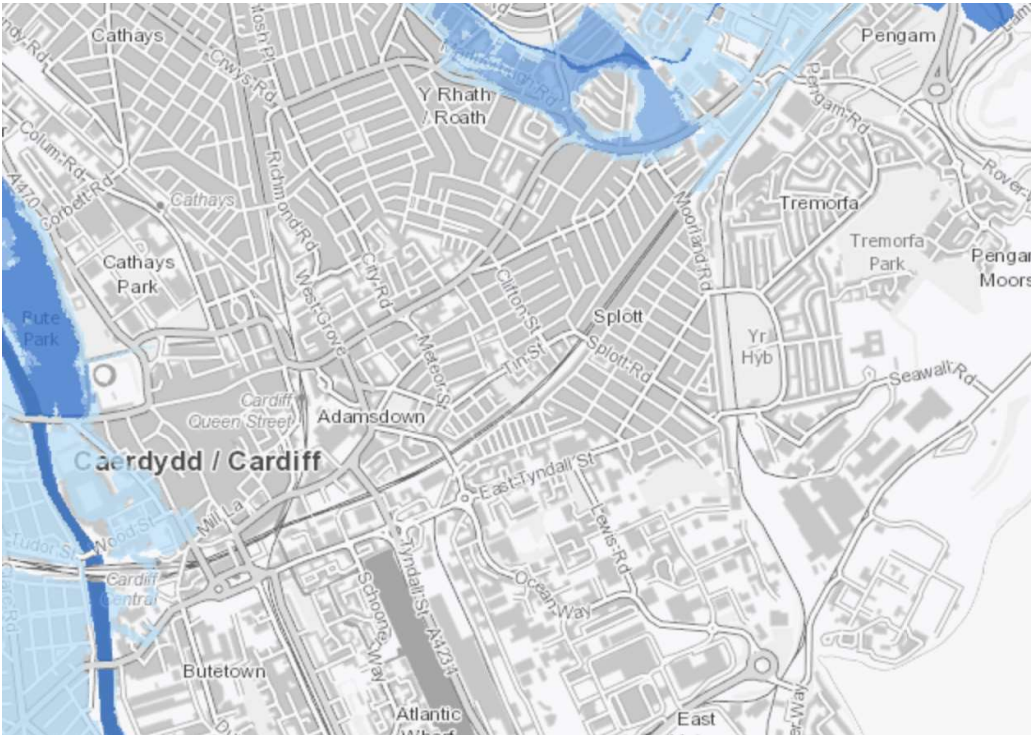 Cathays
Pengam
Crwys Rd
Y Rhath
/ Roath
Pengam Rd
Colum Rd
A470
Corbett Rd
Cathays
Richmond Rd
Moorland Rd
Rover
Tremorfa
Tremorfa
Park
Cathays
Park
City Rd
West Grove
Clifton St
Pengam
Moors
Bute
Park
Splott
Yr
Hyb
Meteor St
Tin St
Splott Rd
Seawall Rd
Cardiff
Queen Street
Adamsdown
Caerdydd / Cardiff
East Tyndall St
Mill La
Lewis Rd
Tudor St
Wood St
Tyndall St
Cardiff
Central
Schooner Way
Ocean Way
A4234
Butetown
Atlantic
Wharf
East